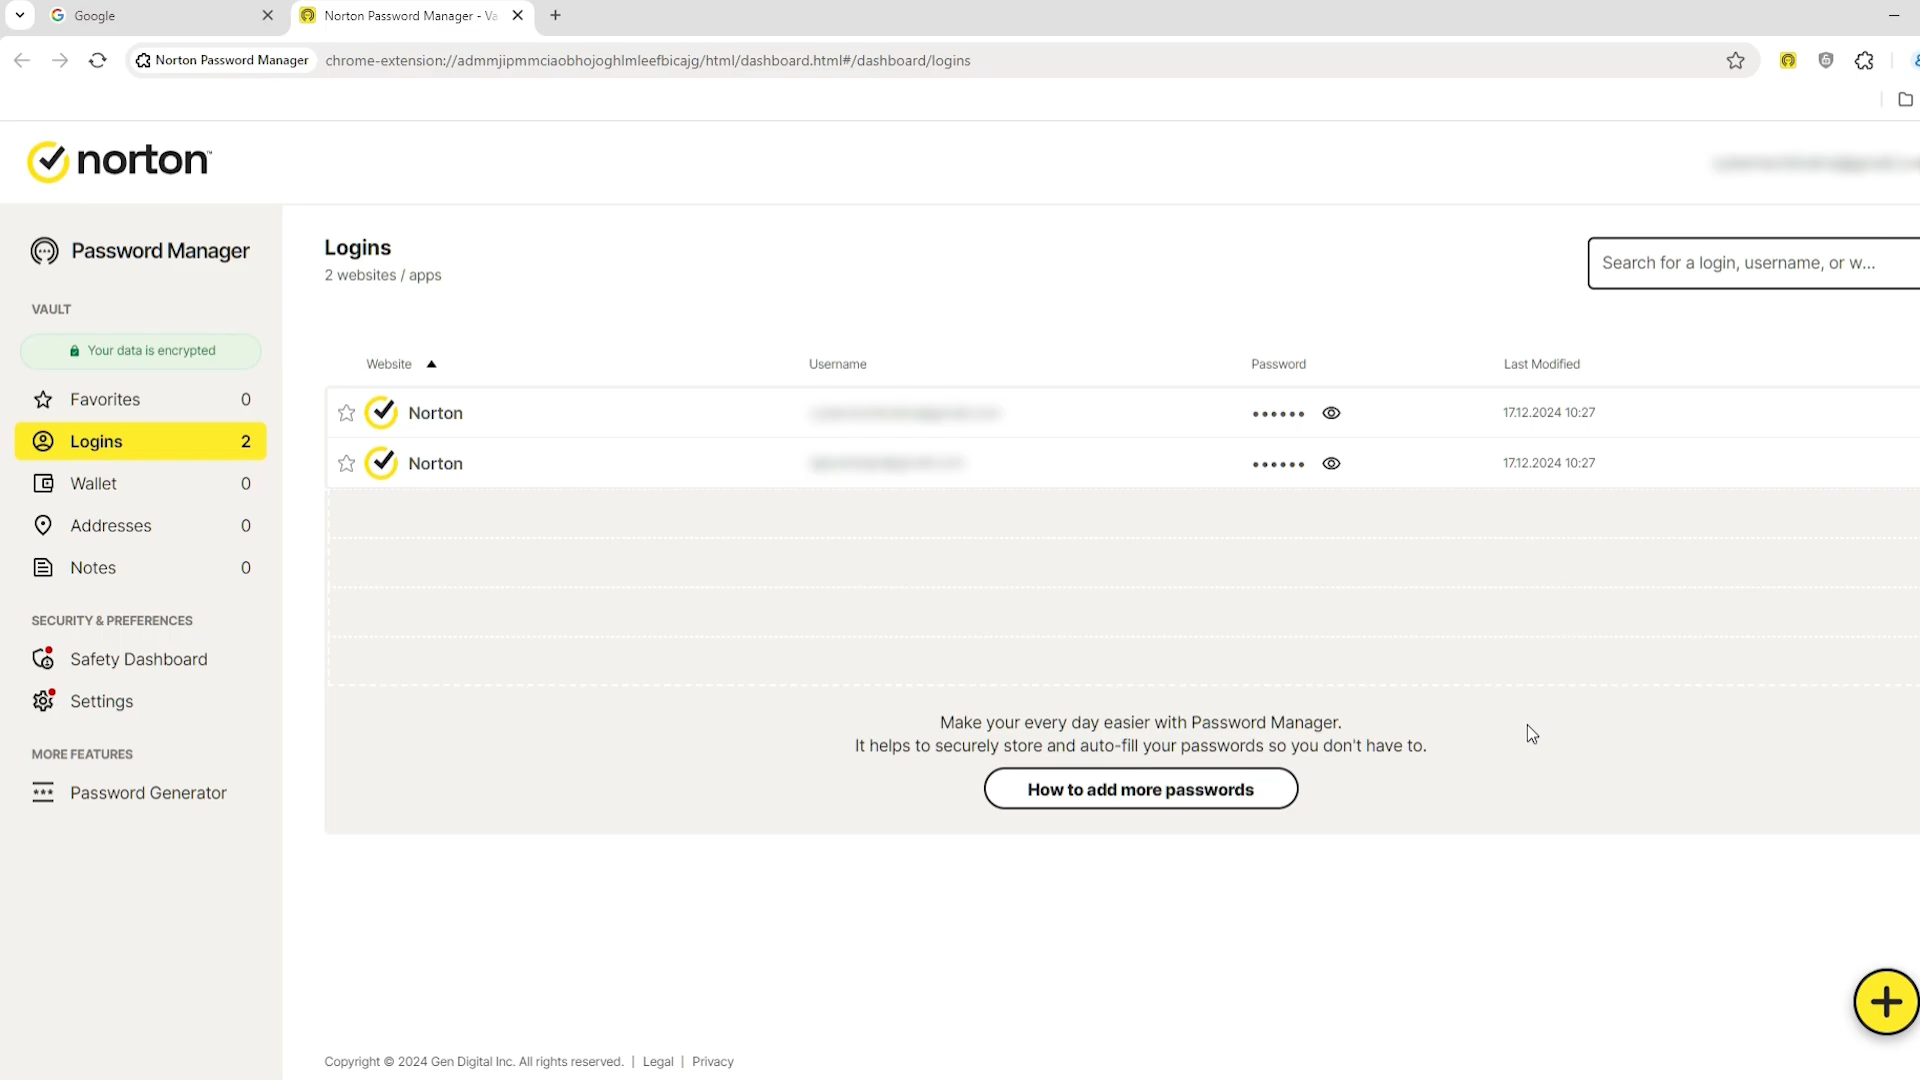 Google
Norton Password Manager - Va
Norton Password Manager
chrome-extension://admmjipmmciaobhojoghlmleefbicajg/html/dashboard.html#/dashboard/logins
norton™
Password Manager
VAULT
Your data is encrypted
Favorites 0
Logins 2
Wallet 0
Addresses 0
Notes 0
SECURITY & PREFERENCES
Safety Dashboard
Settings
MORE FEATURES
Password Generator
Logins
2 websites / apps
Search for a login, username, or w...
Website ▲ Username Password Last Modified
Norton •••••• 17.12.2024 10:27
Norton •••••• 17.12.2024 10:27
Make your every day easier with Password Manager.
It helps to securely store and auto-fill your passwords so you don't have to.
How to add more passwords
Copyright © 2024 Gen Digital Inc. All rights reserved. | Legal | Privacy